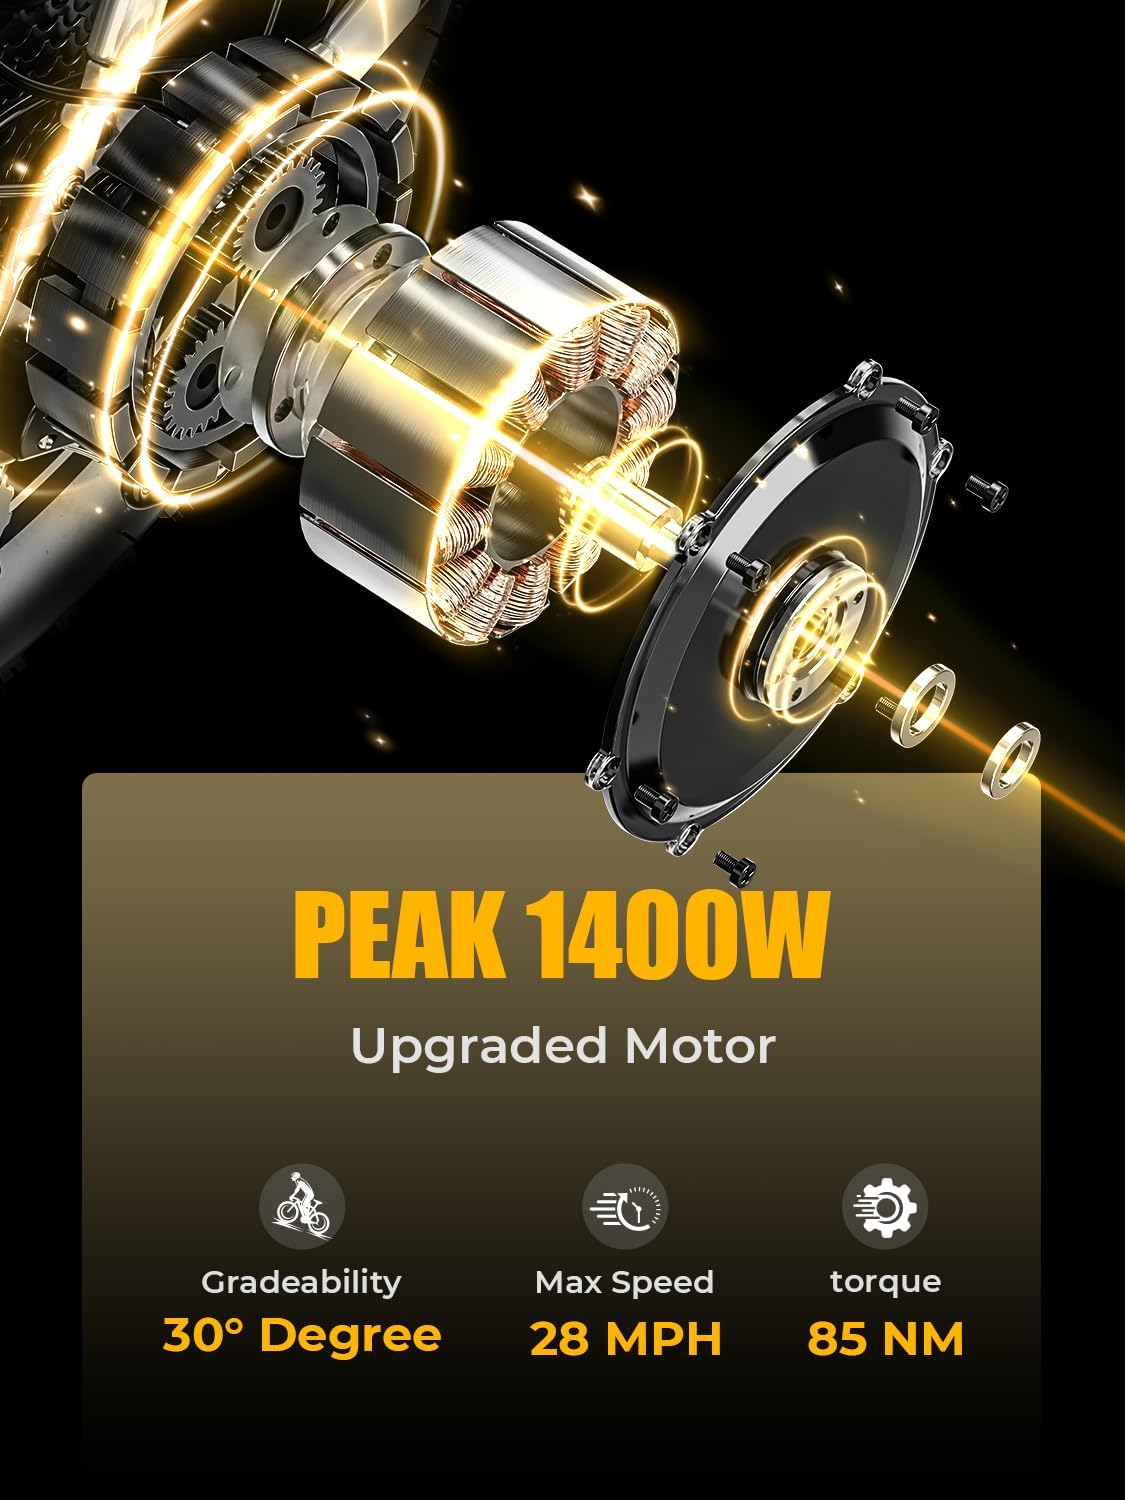 PEAK 1400W
Upgraded Motor
Gradeability
30° Degree
Max Speed
28 MPH
torque
85 NM